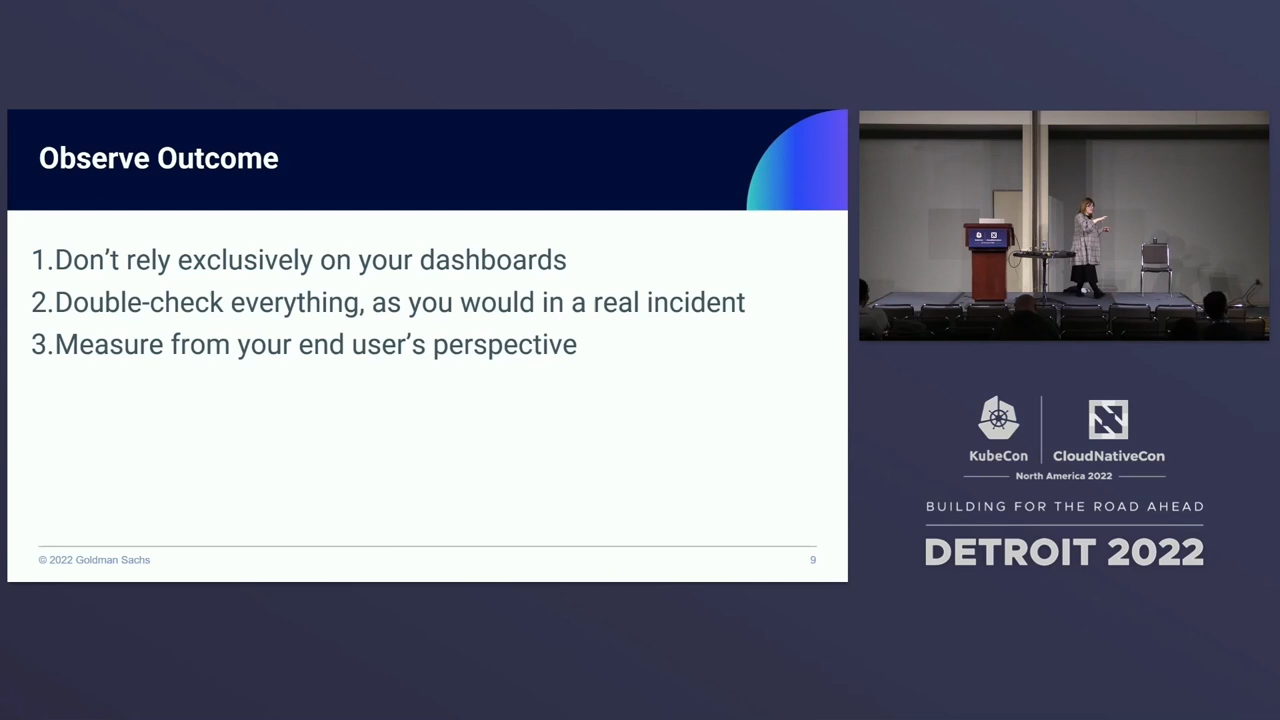 Observe Outcome
1.Don’t rely exclusively on your dashboards
2.Double-check everything, as you would in a real incident
3.Measure from your end user’s perspective
© 2022 Goldman Sachs
9
KubeCon
CloudNativeCon
North America 2022
BUILDING FOR THE ROAD AHEAD
DETROIT 2022